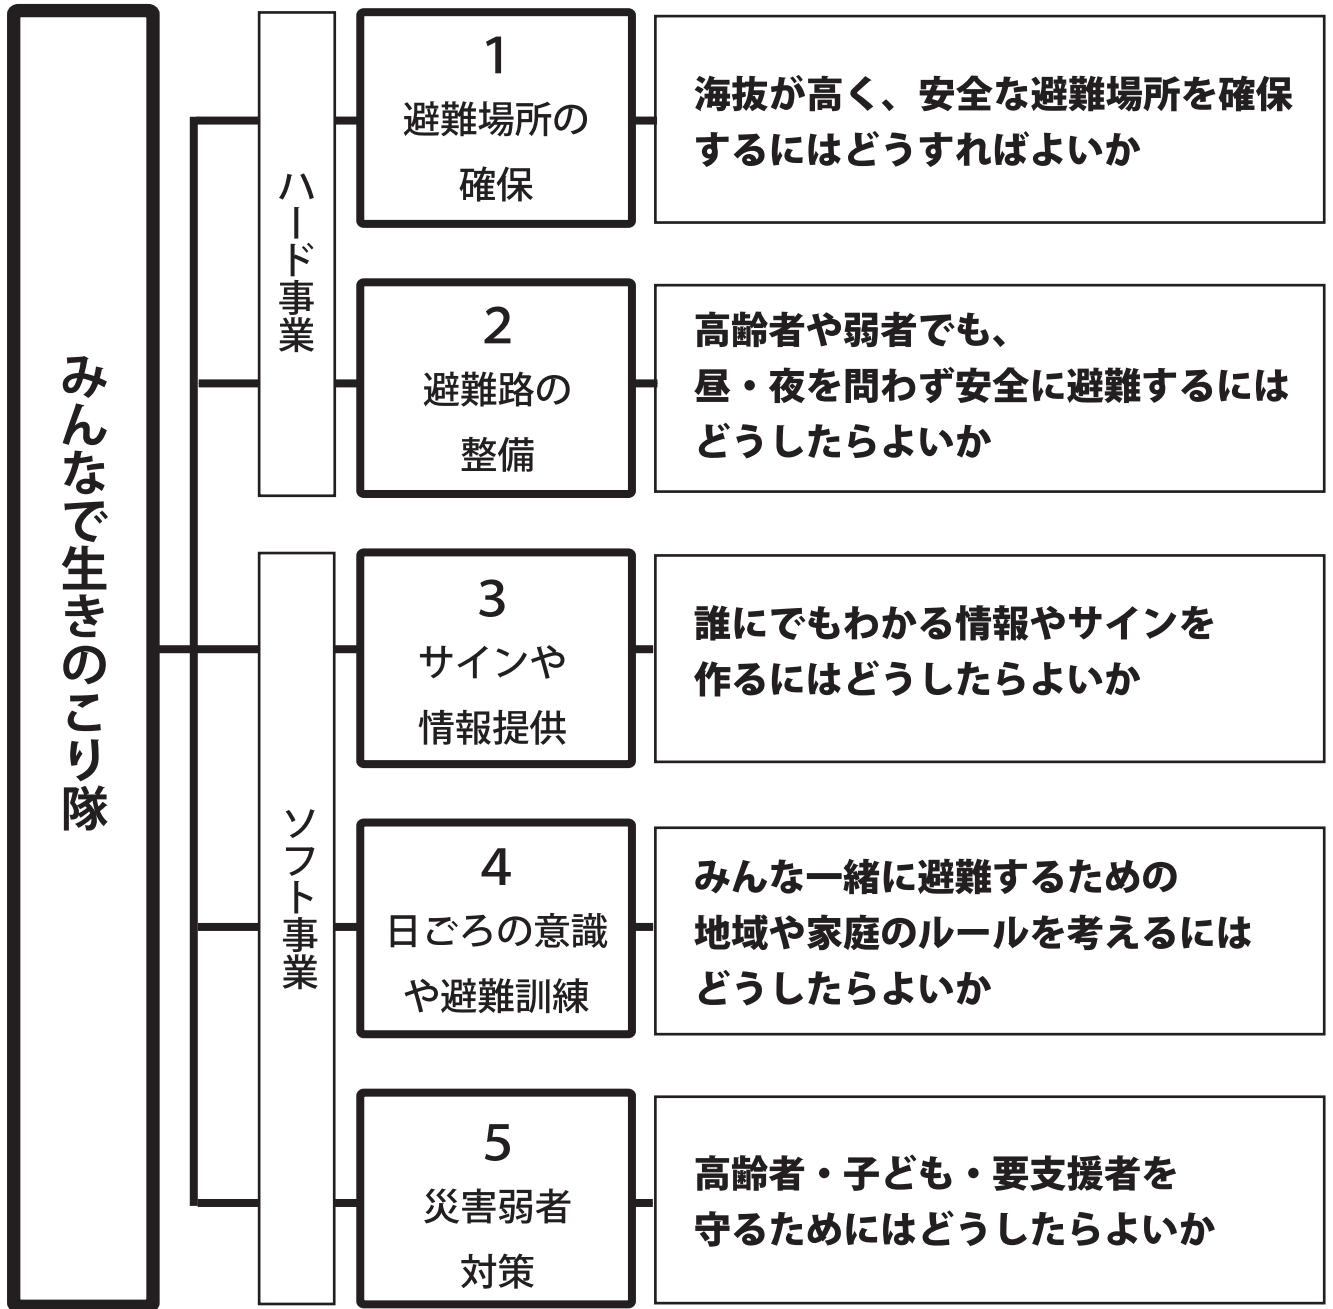 みんなで生きのこり隊
ハード事業
1
避難場所の
確保
海抜が高く、安全な避難場所を確保
するにはどうすればよいか
2
避難路の
整備
高齢者や弱者でも、
昼・夜を問わず安全に避難するには
どうしたらよいか
ソフト事業
3
サインや
情報提供
誰にでもわかる情報やサインを
作るにはどうしたらよいか
4
日ごろの意識
や避難訓練
みんな一緒に避難するための
地域や家庭のルールを考えるには
どうしたらよいか
5
災害弱者
対策
高齢者・子ども・要支援者を
守るためにはどうしたらよいか